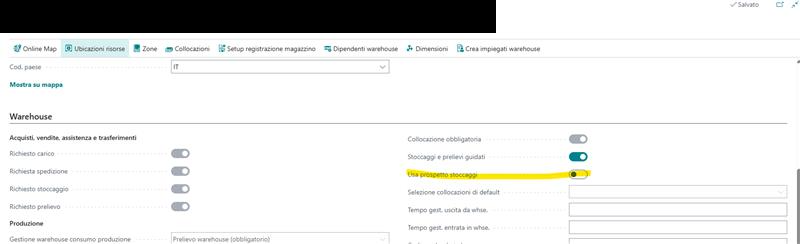 Salvato
Online Map Ubicazioni risorse Zone Collocazioni Setup registrazione magazzino Dipendenti warehouse Dimensioni Crea impiegati warehouse
Cod. paese IT
Mostra su mappa
Warehouse
Acquisti, vendite, assistenza e trasferimenti
Richiesto carico
Richiesta spedizione
Richiesto stoccaggio
Richiesto prelievo
Produzione
Gestione warehouse consumo produzione Prelievo warehouse (obbligatorio)
Collocazione obbligatoria
Stoccaggi e prelievi guidati
Usa prospetto stoccaggi
Selezione collocazioni di default
Tempo gest. uscita da whse.
Tempo gest. entrata in whse.